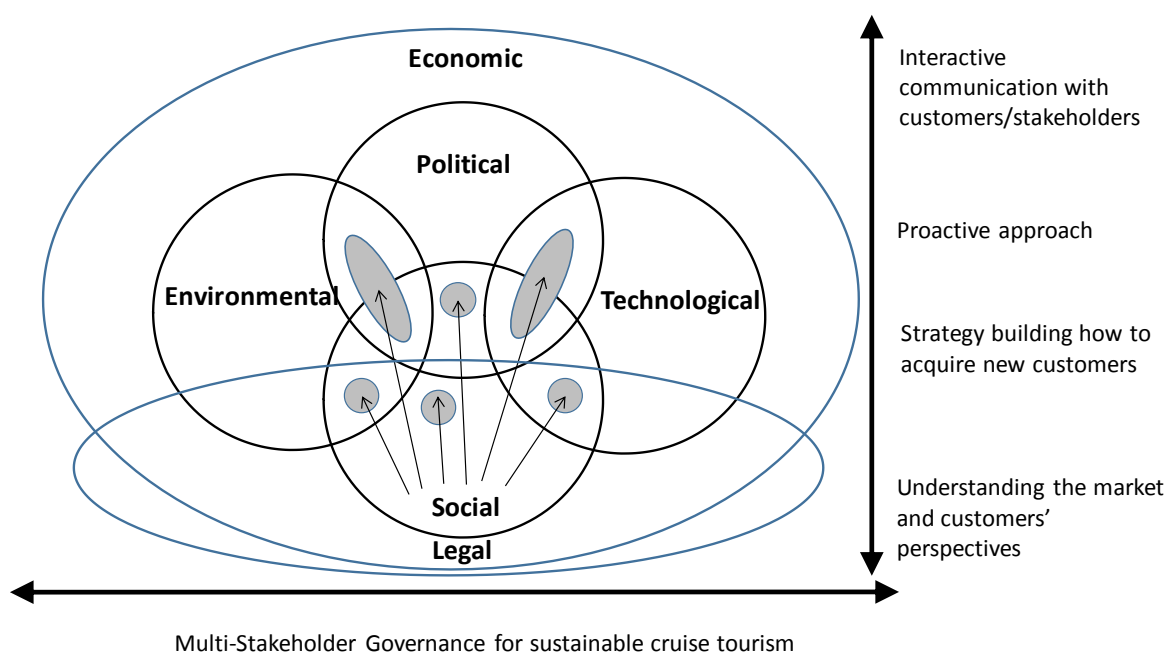 Economic
Political
Environmental
Technological
Social
Legal
Interactive
communication with
customers/stakeholders
Proactive approach
Strategy building how to
acquire new customers
Understanding the market
and customers’
perspectives
Multi-Stakeholder Governance for sustainable cruise tourism